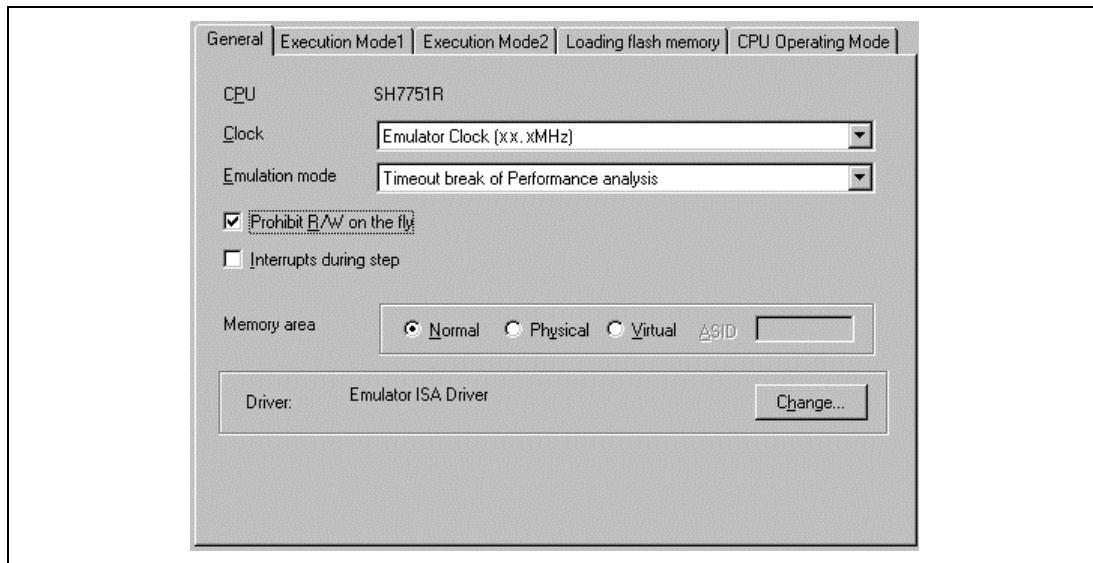 General Execution Mode1 Execution Mode2 Loading flash memory CPU Operating Mode
CPU SH7751R
Clock Emulator Clock (xx.xMHz)
Emulation mode Timeout break of Performance analysis
Prohibit R/W on the fly
Interrupts during step
Memory area Normal Physical Virtual ASID
Driver: Emulator ISA Driver Change...